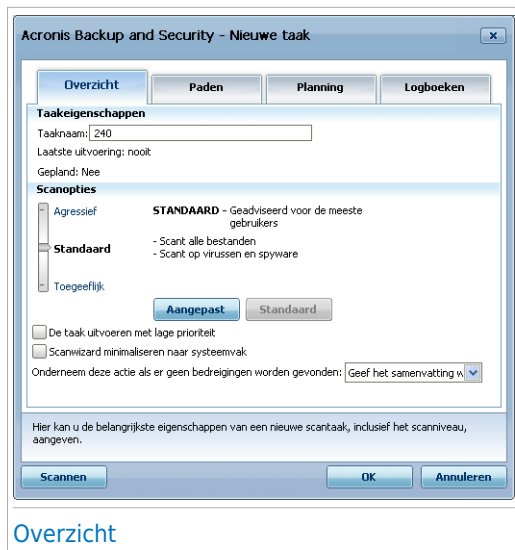 Acronis Backup and Security - Nieuwe taak
Overzicht
Paden
Planning
Logboeken
Taakeigenschappen
Taaknaam: 240
Laatste uitvoering: nooit
Gepland: Nee
Scanopties
Agressief
STANDAARD - Geadviseerd voor de meeste
gebruikers
Standaard
- Scant alle bestanden
- Scant op virussen en spyware
Toegeeflijk
Aangepast
Standaard
De taak uitvoeren met lage prioriteit
Scanwizard minimaliseren naar systeemvak
Onderneem deze actie als er geen bedreigingen worden gevonden: Geef het samenvatting w
Hier kan u de belangrijkste eigenschappen van een nieuwe scantaak, inclusief het scanniveau,
aangeven.
Scannen
OK
Annuleren
Overzicht